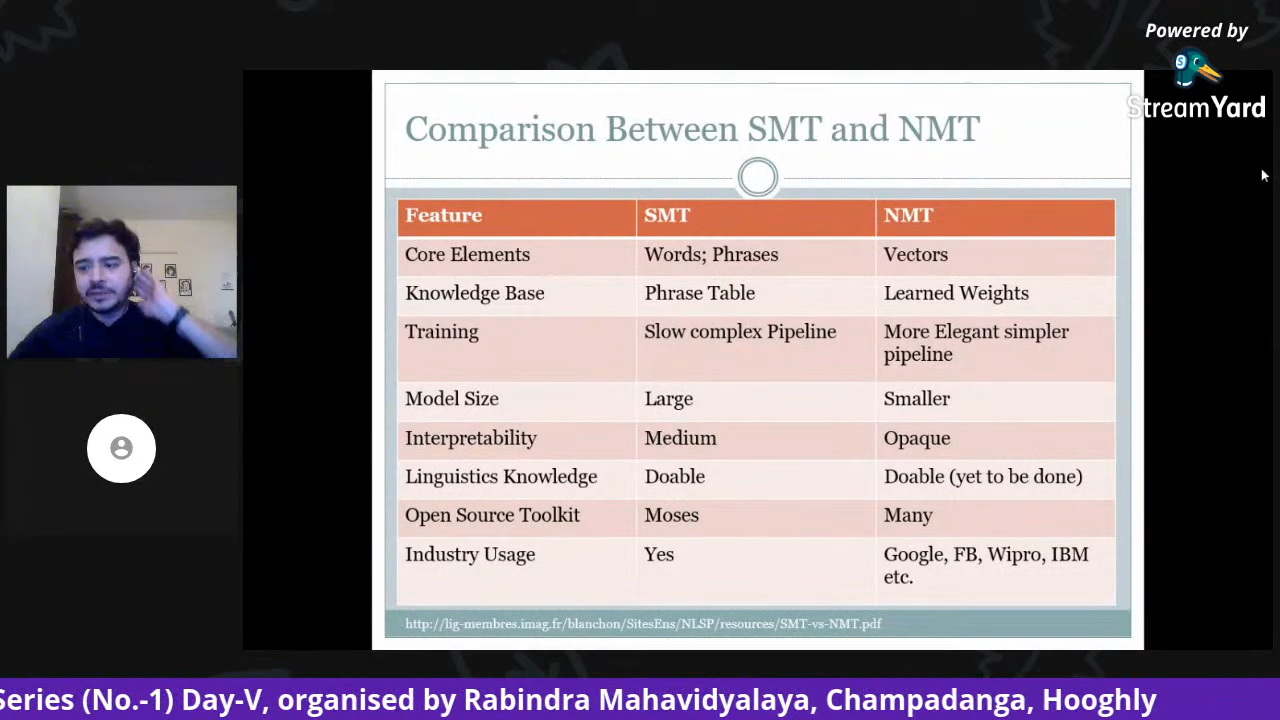 Powered by
StreamYard
Comparison Between SMT and NMT
Feature SMT NMT
Core Elements Words; Phrases Vectors
Knowledge Base Phrase Table Learned Weights
Training Slow complex Pipeline More Elegant simpler
pipeline
Model Size Large Smaller
Interpretability Medium Opaque
Linguistics Knowledge Doable Doable (yet to be done)
Open Source Toolkit Moses Many
Industry Usage Yes Google, FB, Wipro, IBM
etc.
http://lig-membres.imag.fr/blanchon/SitesEns/NLSP/resources/SMT-vs-NMT.pdf
Series (No.-1) Day-V, organised by Rabindra Mahavidyalaya, Champadanga, Hooghly